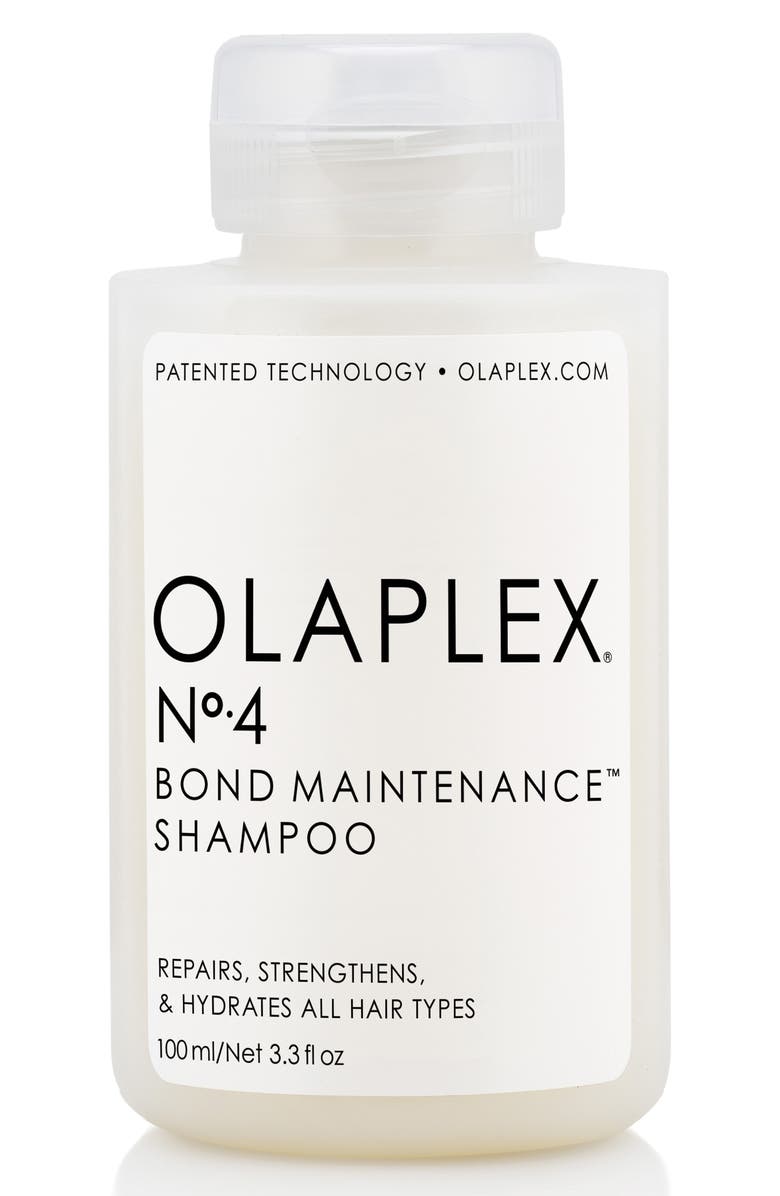 PATENTED TECHNOLOGY • OLAPLEX.COM
OLAPLEX®
Nº.4
BOND MAINTENANCE™
SHAMPOO
REPAIRS, STRENGTHENS,
& HYDRATES ALL HAIR TYPES
100 ml/Net 3.3 fl oz